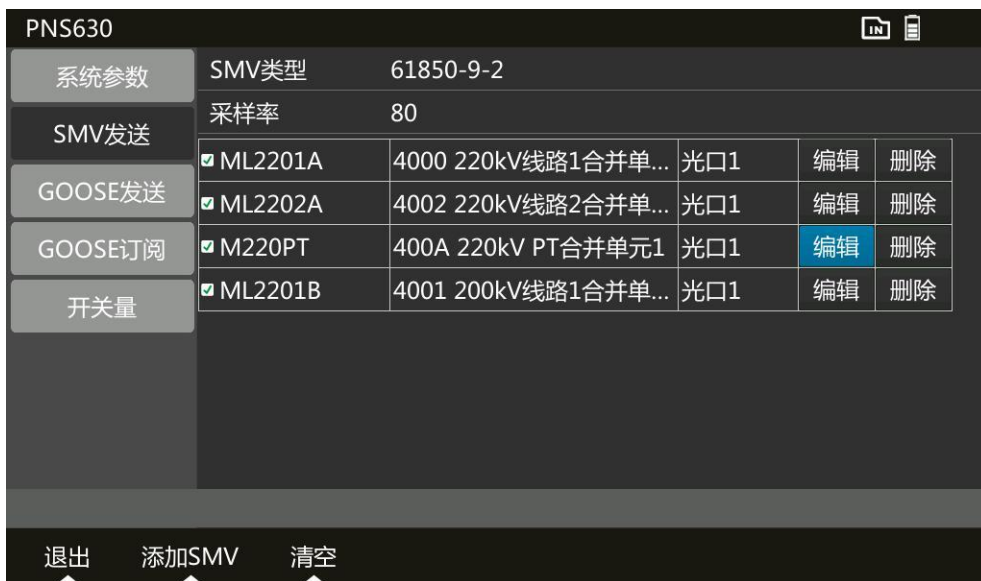 PNS630
IN
系统参数
SMV类型 61850-9-2
采样率 80
SMV发送
ML2201A 4000 220kV线路1合并单... 光口1 编辑 删除
GOOSE发送
ML2202A 4002 220kV线路2合并单... 光口1 编辑 删除
GOOSE订阅
M220PT 400A 220kV PT合并单元1 光口1 编辑 删除
开关量
ML2201B 4001 200kV线路1合并单... 光口1 编辑 删除
退出 添加SMV 清空